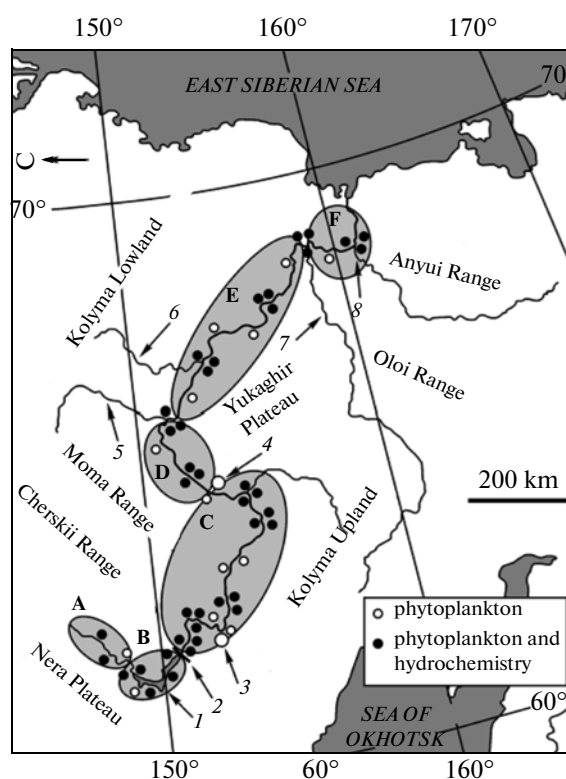 150° 160° 170°
EAST SIBERIAN SEA
70
C
70°
F
Kolyma Lowland
Anyui Range
E
6
7
8
Oloi Range
Yukaghir
Plateau
5
4
Moma Range
D
200 km
C
Cherskii Range
Kolyma Upland
A
phytoplankton
B
phytoplankton and
hydrochemistry
Nera Plateau
3
2
1
60°
SEA OF
OKHOTSK
150° 60° 160°